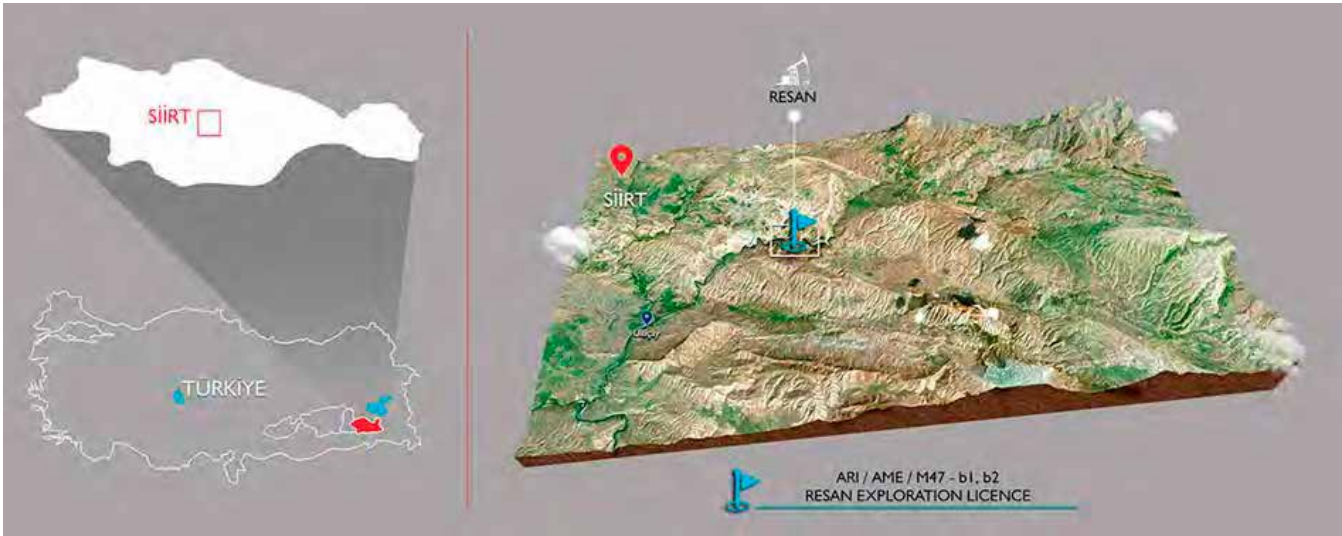 SİİRT
TÜRKİYE
RESAN
SİİRT
ARI / AME / M47 - b1, b2
RESAN EXPLORATION LICENCE